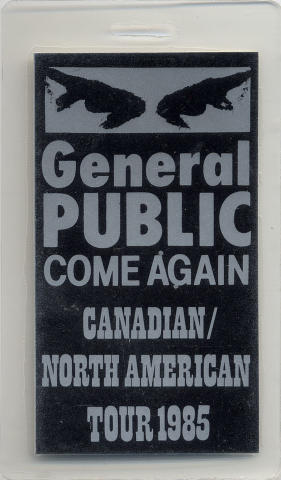 General
PUBLIC
COME AGAIN
CANADIAN/
NORTH AMERICAN
TOUR 1985